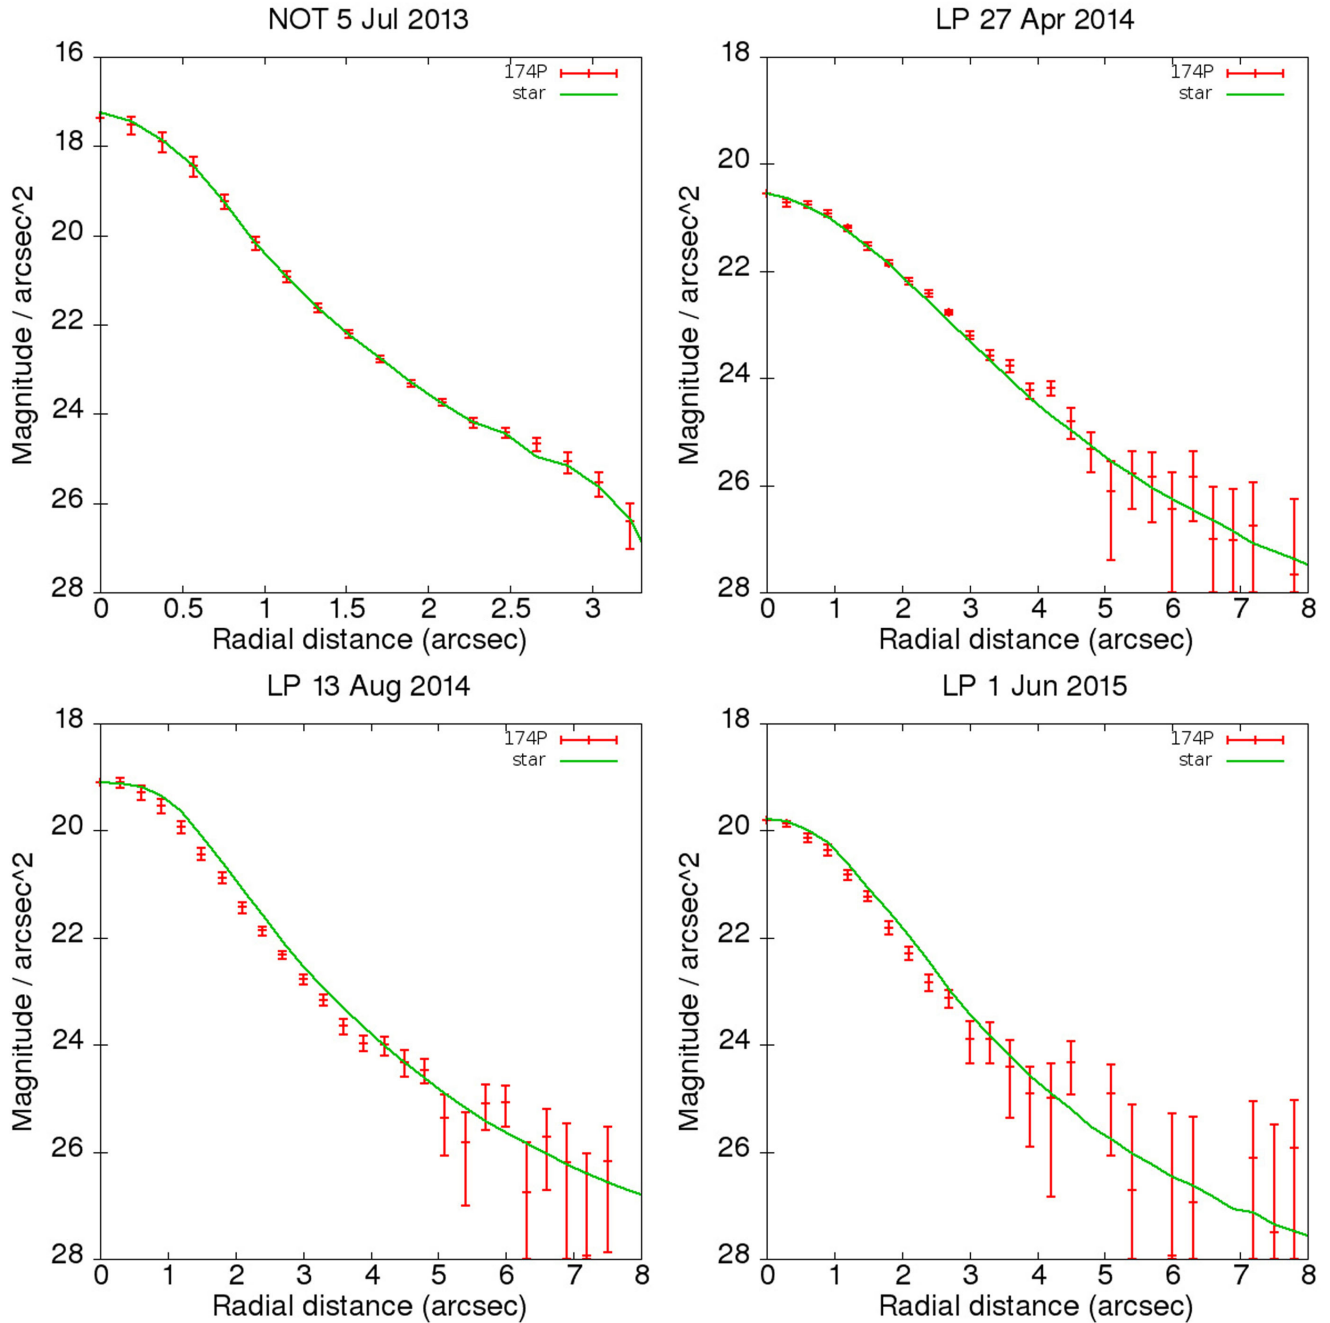 NOT 5 Jul 2013
16
18
20
22
24
26
28
Magnitude / arcsec^2
174P
star
0 0.5 1 1.5 2 2.5 3
Radial distance (arcsec)
LP 27 Apr 2014
18
20
22
24
26
28
Magnitude / arcsec^2
174P
star
0 1 2 3 4 5 6 7 8
Radial distance (arcsec)
LP 13 Aug 2014
18
20
22
24
26
28
Magnitude / arcsec^2
174P
star
0 1 2 3 4 5 6 7 8
Radial distance (arcsec)
LP 1 Jun 2015
18
20
22
24
26
28
Magnitude / arcsec^2
174P
star
0 1 2 3 4 5 6 7 8
Radial distance (arcsec)